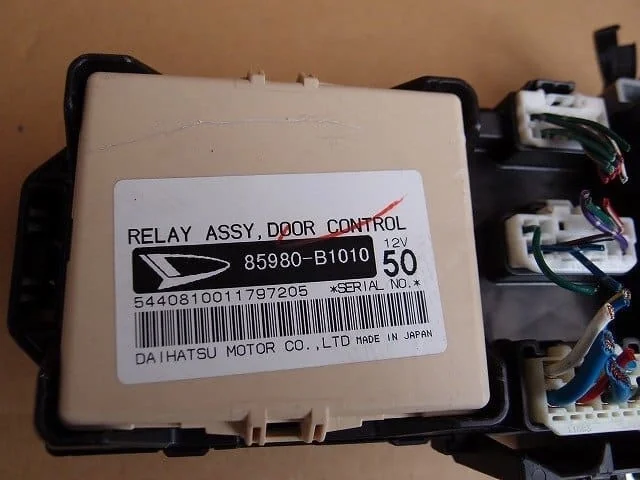 RELAY ASSY, DOOR CONTROL
85980-B1010
12V
50
5440810011797205 *SERIAL NO.*
DAIHATSU MOTOR CO.,LTD MADE IN JAPAN